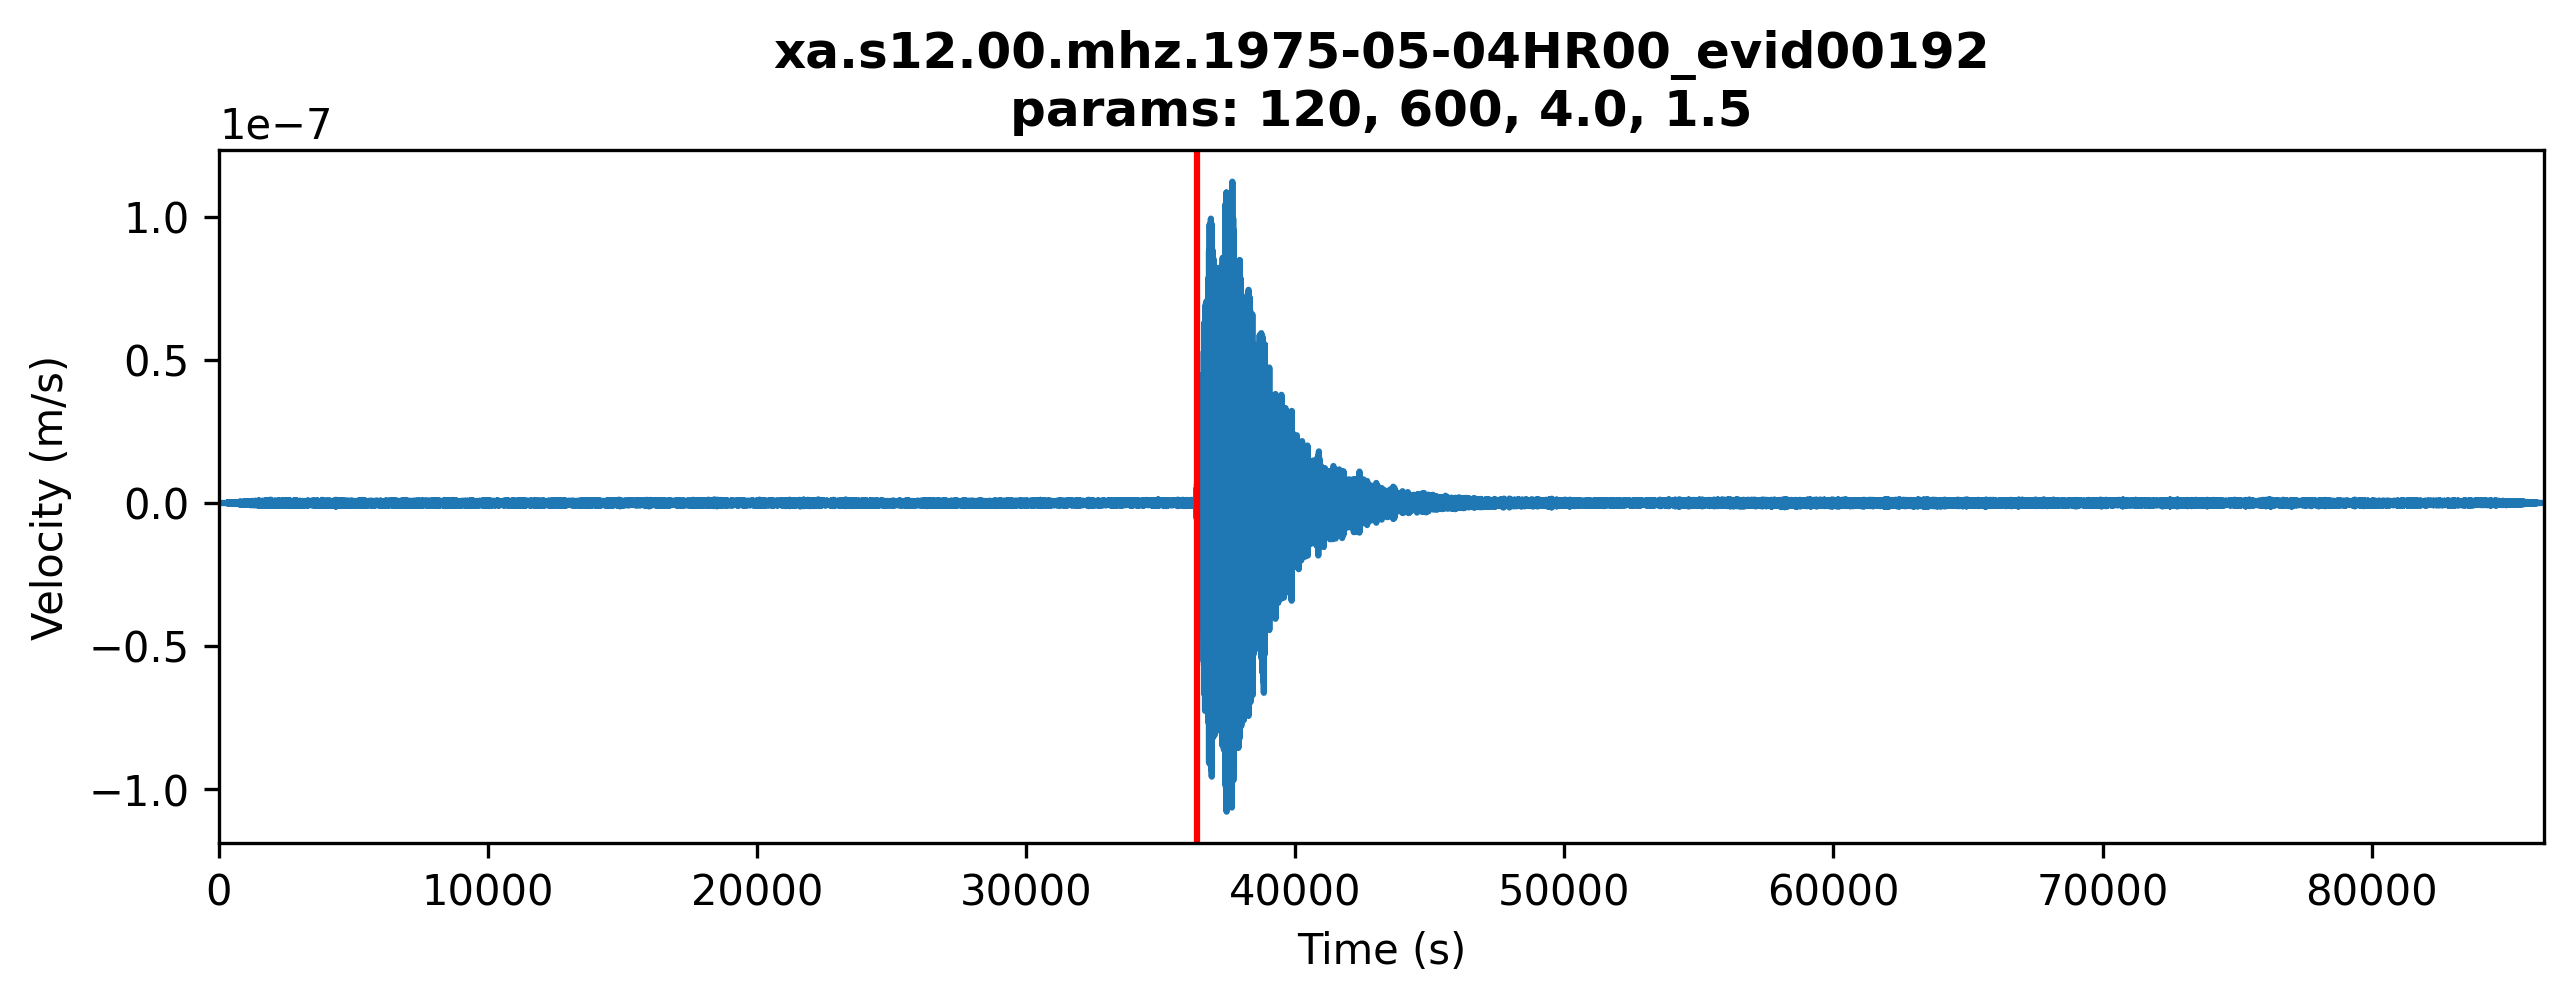 xa.s12.00.mhz.1975-05-04HR00_evid00192
params: 120, 600, 4.0, 1.5
1e−7
1.0
0.5
0.0
−0.5
−1.0
Velocity (m/s)
0 10000 20000 30000 40000 50000 60000 70000 80000
Time (s)